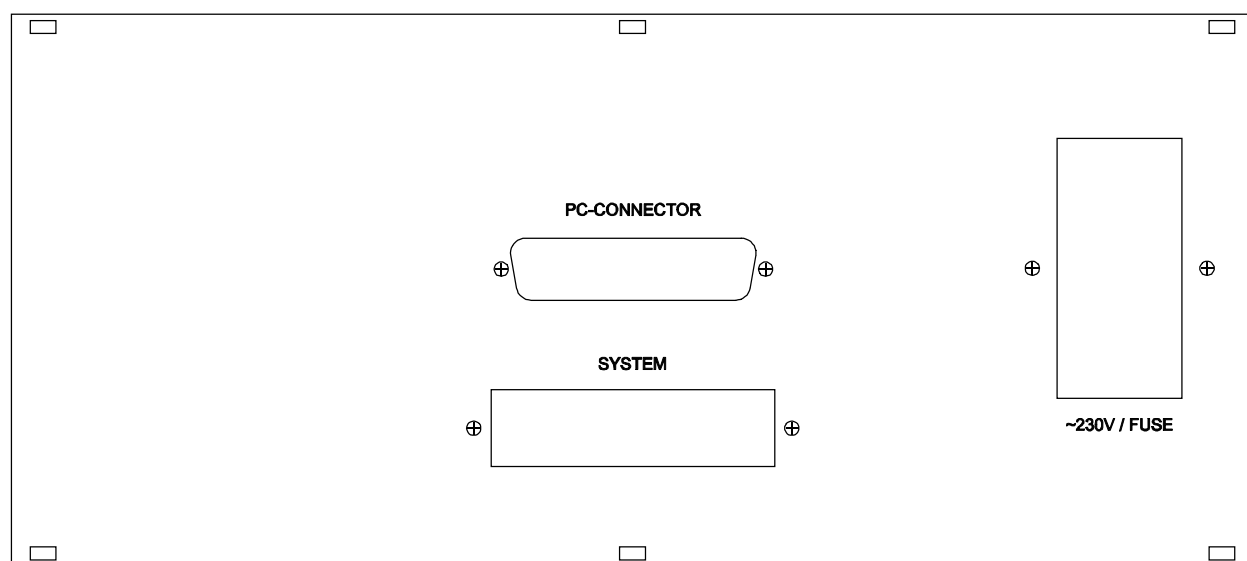 PC-CONNECTOR
SYSTEM
~230V / FUSE